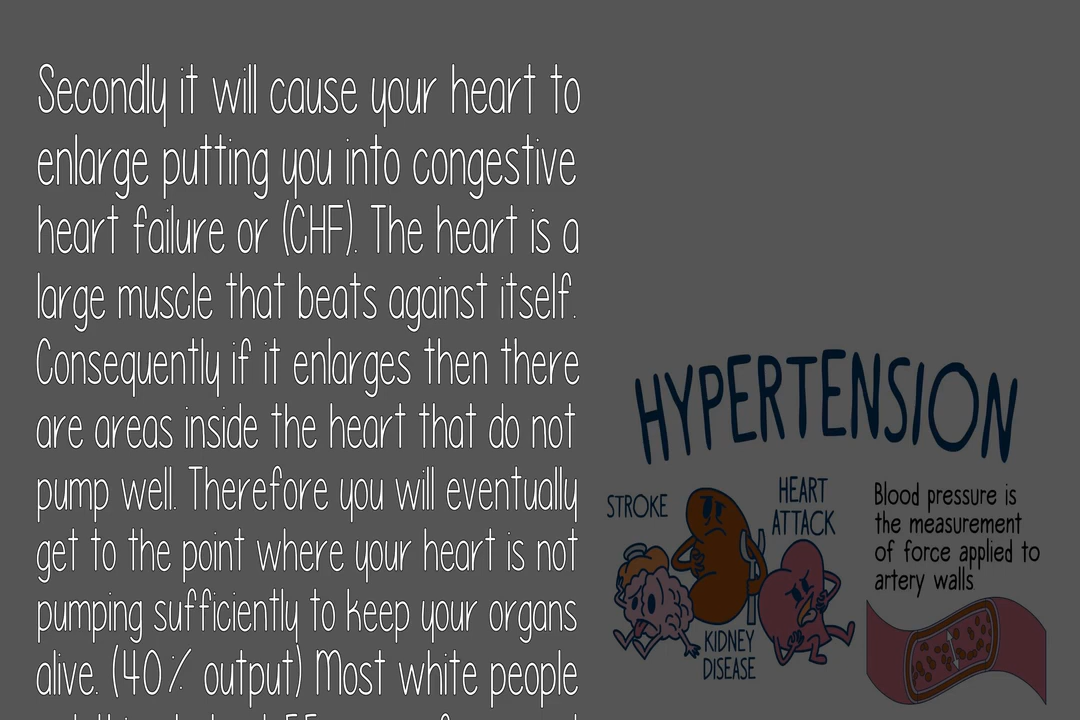 Secondly it will cause your heart to
enlarge putting you into congestive
heart failure or (CHF). The heart is a
large muscle that beats against itself.
Consequently if it enlarges then there
are areas inside the heart that do not
pump well. Therefore you will eventually
get to the point where your heart is not
pumping sufficiently to keep your organs
alive. (40% output) Most white people
HYPERTENSION
STROKE
HEART
ATTACK
KIDNEY
DISEASE
Blood pressure is
the measurement
of force applied to
artery walls